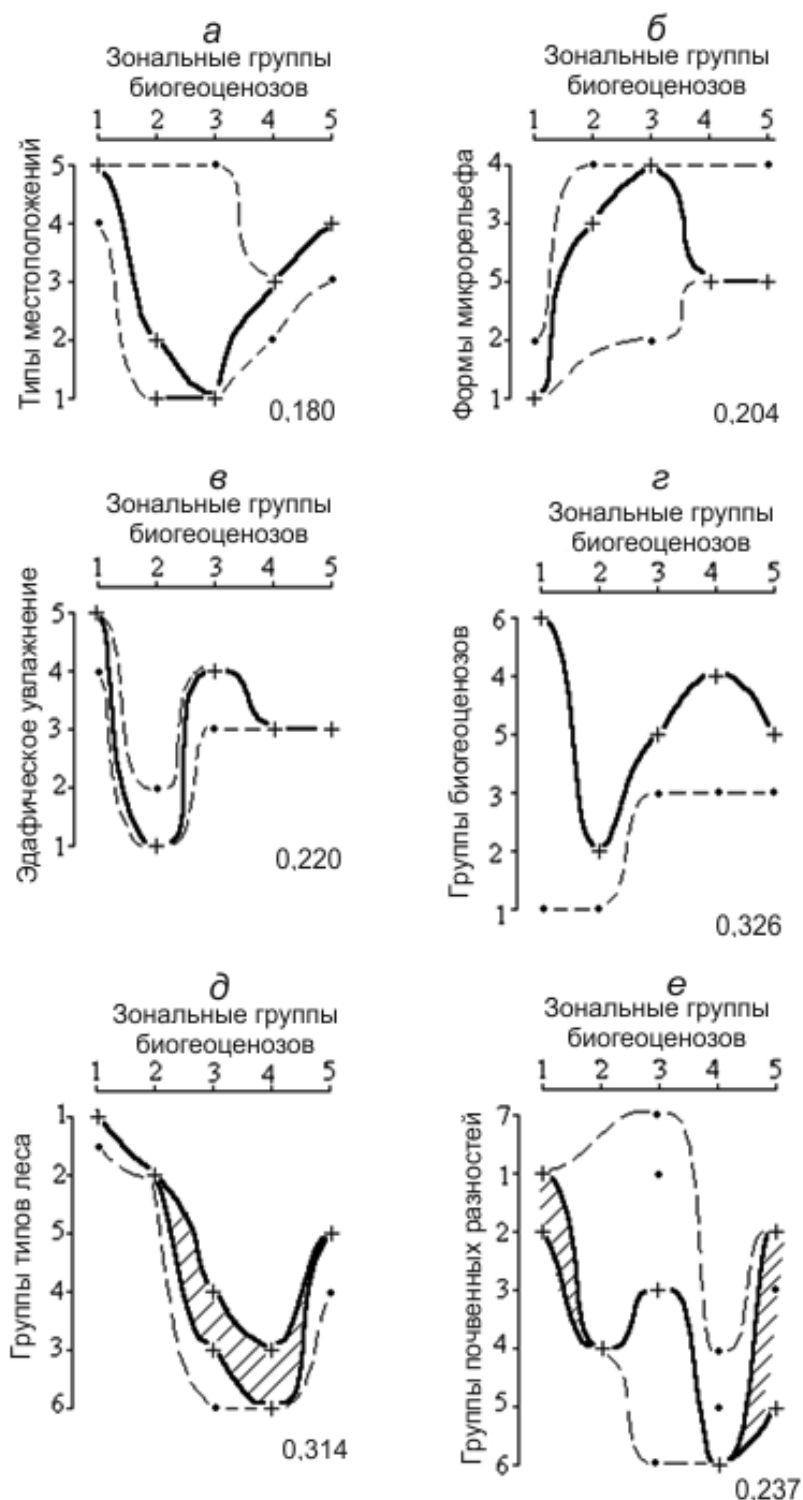 а
Зональные группы
биогеоценозов
1 2 3 4 5
Типы местоположений
5
4
3
2
1
0,180
б
Зональные группы
биогеоценозов
1 2 3 4 5
Формы микрорельефа
4
3
5
2
1
0,204
в
Зональные группы
биогеоценозов
1 2 3 4 5
Эдафическое увлажнение
5
4
3
2
1
0,220
г
Зональные группы
биогеоценозов
1 2 3 4 5
Группы биогеоценозов
6
4
5
3
2
1
0,326
д
Зональные группы
биогеоценозов
1 2 3 4 5
Группы типов леса
1
2
5
4
3
6
0,314
е
Зональные группы
биогеоценозов
1 2 3 4 5
Группы почвенных разностей
7
1
2
3
4
5
6
0,237